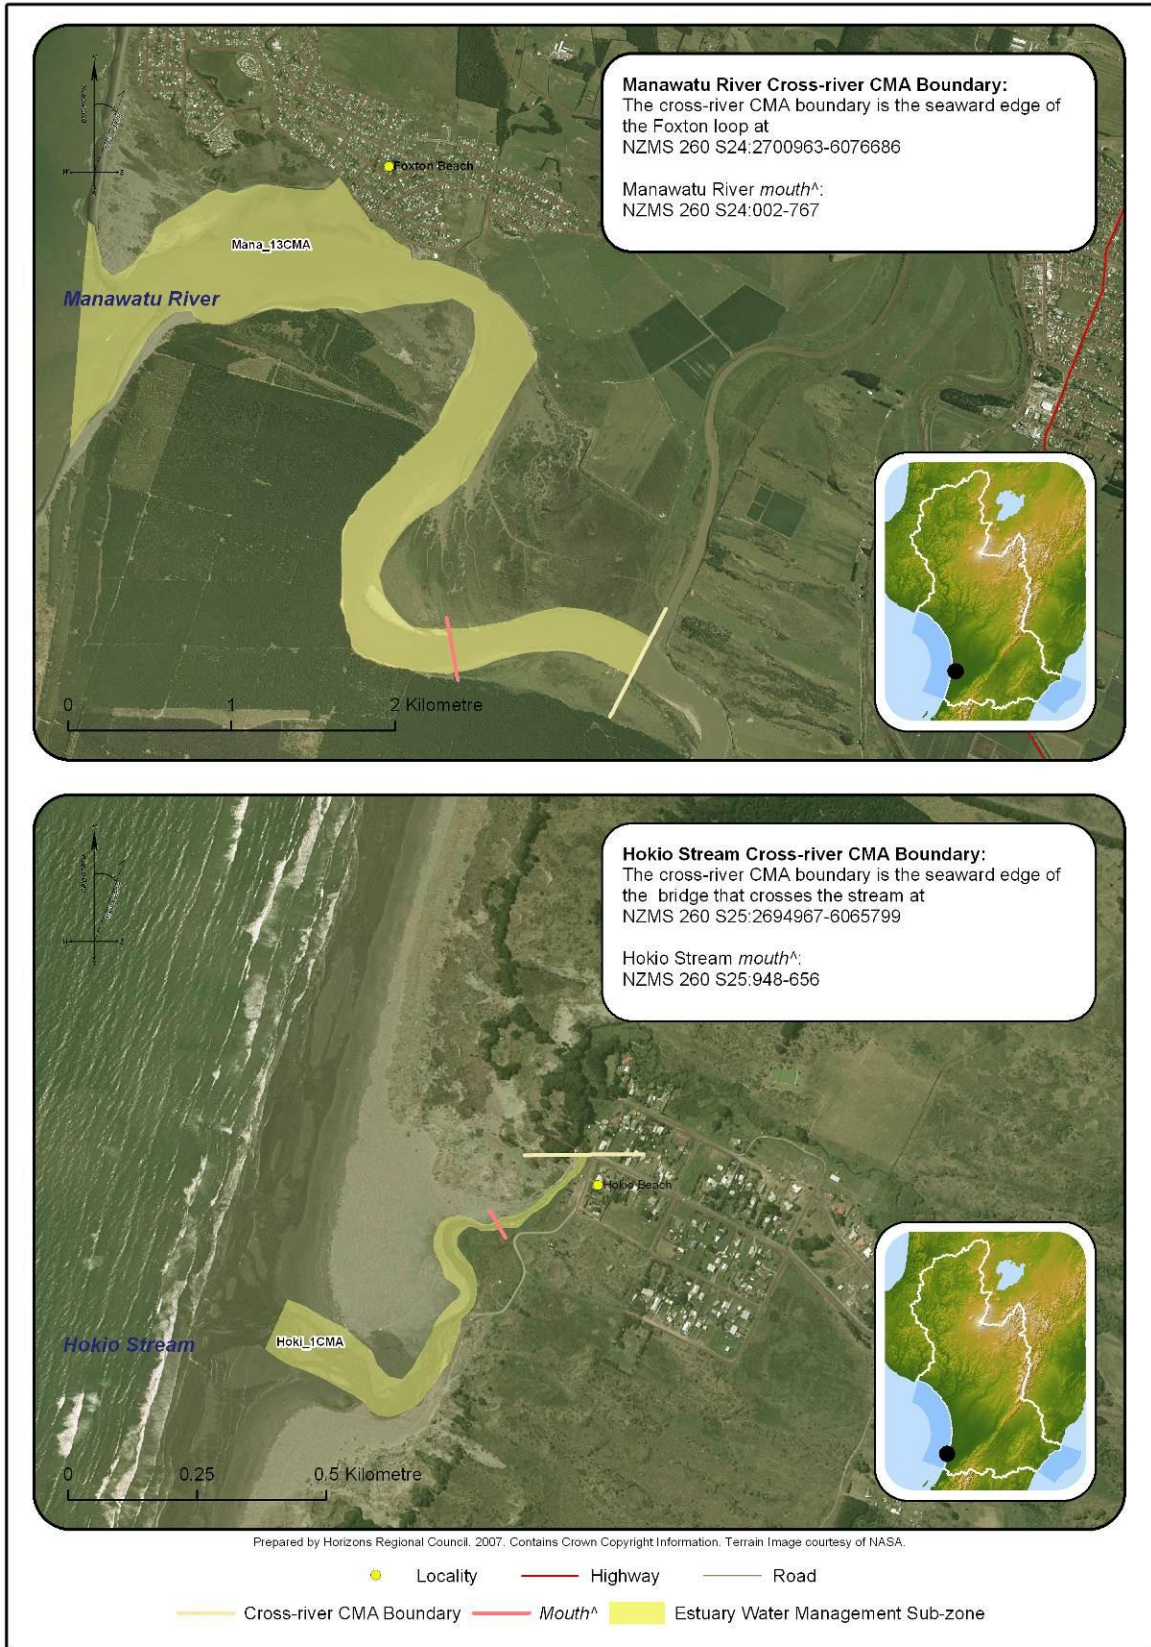 Manawatu River Cross-river CMA Boundary:
The cross-river CMA boundary is the seaward edge of
the Foxton loop at
NZMS 260 S24:2700963-6076686
Manawatu River mouth^:
NZMS 260 S24:002-767
Foxton Beach
Mana_13CMA
Manawatu River
0 1 2 Kilometre
Hokio Stream Cross-river CMA Boundary:
The cross-river CMA boundary is the seaward edge of
the bridge that crosses the stream at
NZMS 260 S25:2694967-6065799
Hokio Stream mouth^:
NZMS 260 S25:948-656
Hokio Beach
Hoki_1CMA
Hokio Stream
0 0.25 0.5 Kilometre
Prepared by Horizons Regional Council. 2007. Contains Crown Copyright Information. Terrain Image courtesy of NASA.
Locality Highway Road
Cross-river CMA Boundary Mouth^ Estuary Water Management Sub-zone